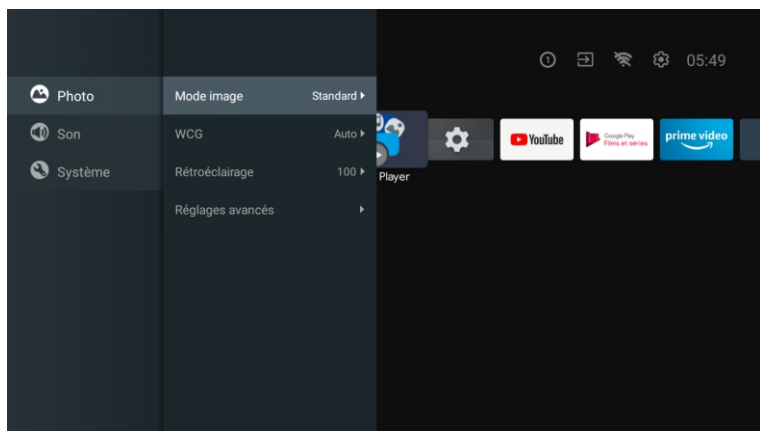 1
05:49
Photo
Mode image
Standard
Son
WCG
Auto
YouTube
Google Play
Films et séries
prime video
Système
Rétroéclairage
100
Player
Réglages avancés